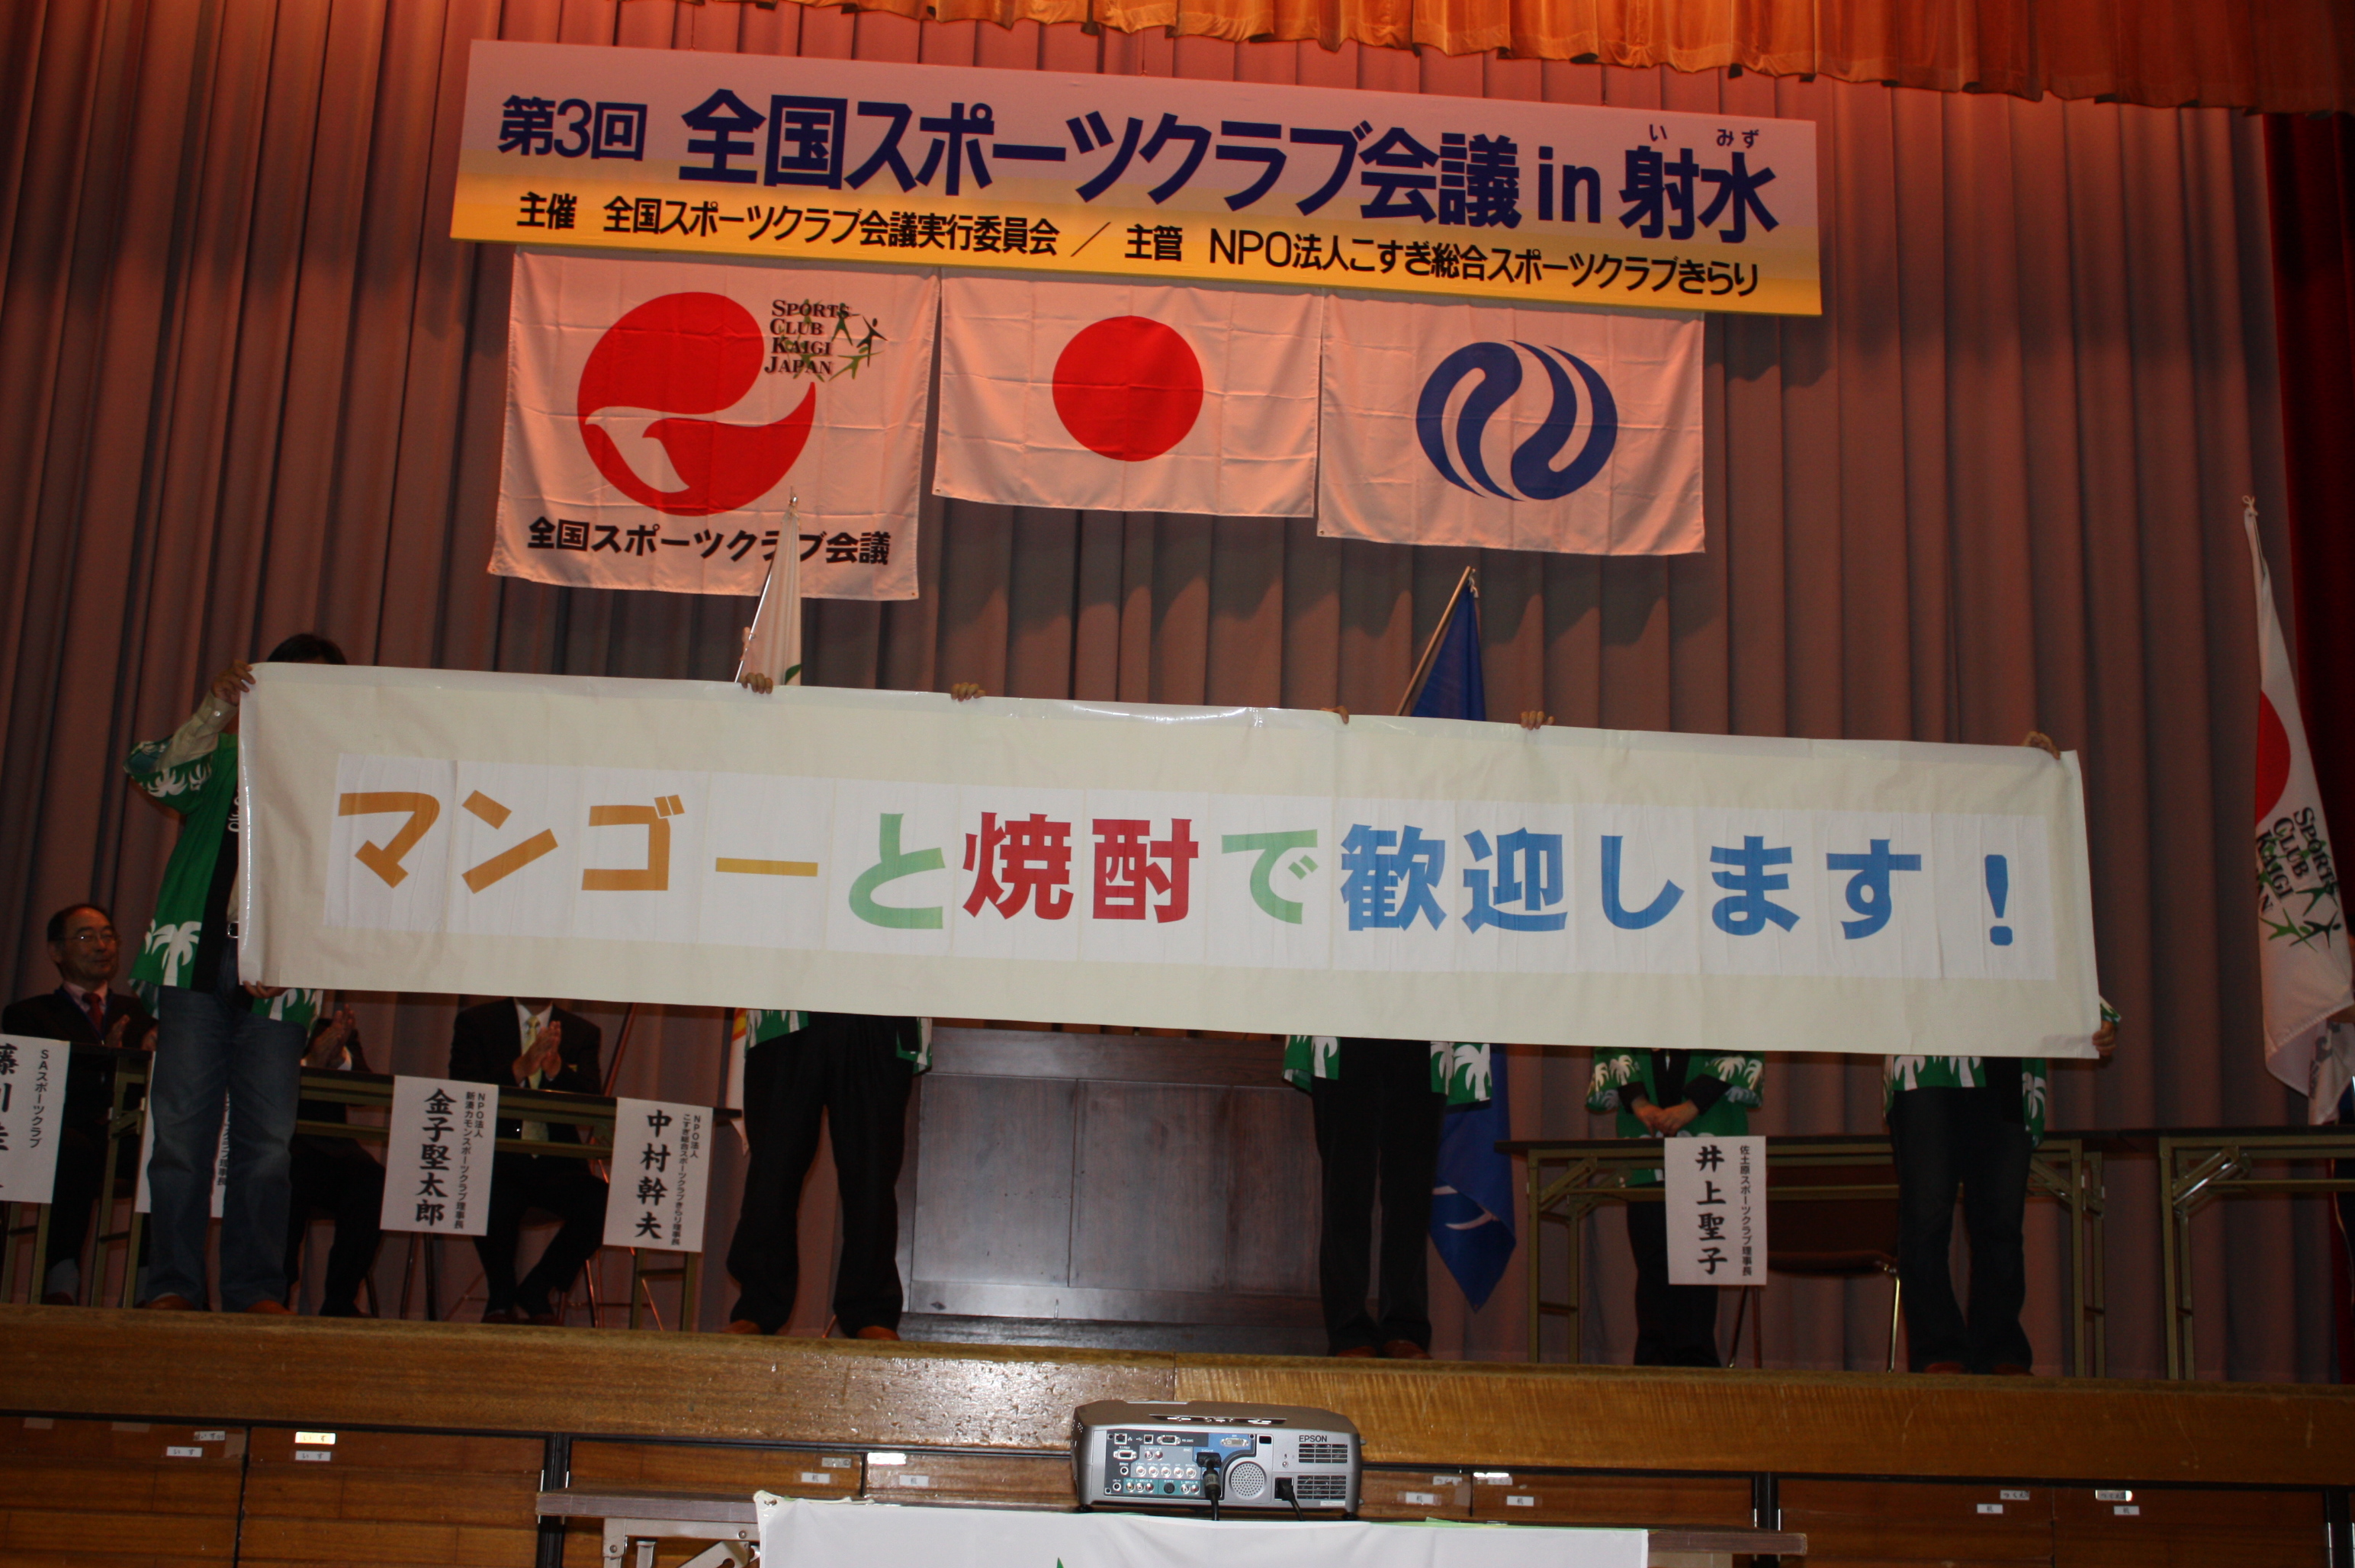 第3回 全国スポーツクラブ会議 in 射水
い みず
主催 全国スポーツクラブ会議実行委員会 / 主管 NPO法人こすぎ総合スポーツクラブきらり
SPORTS
CLUB
KAIGI
JAPAN
全国スポーツクラブ会議
マンゴーと焼酎で歓迎します!
SAスポーツクラブ
NPO法人
新湊カモンスポーツクラブ理事長
金子堅太郎
NPO法人
こすぎ総合スポーツクラブきらり理事長
中村幹夫
佐土原スポーツクラブ理事長
井上聖子
SPORTS
CLUB
KAIGI
EPSON
いす
いす